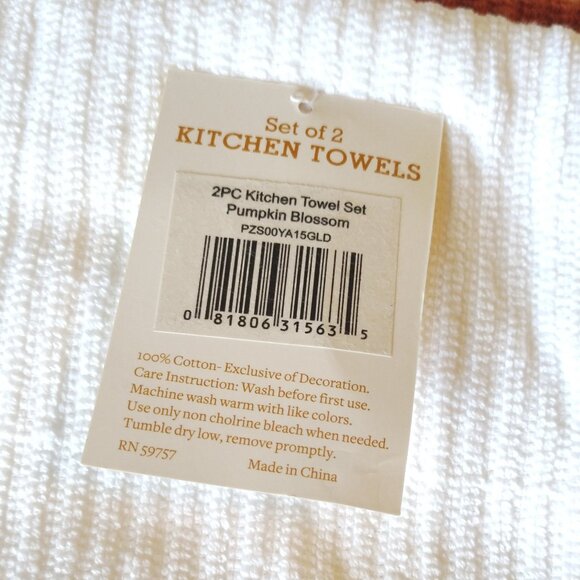 Set of 2
KITCHEN TOWELS
2PC Kitchen Towel Set
Pumpkin Blossom
PZS00YA15GLD
0 81806 31563 5
100% Cotton- Exclusive of Decoration.
Care Instruction: Wash before first use.
Machine wash warm with like colors.
Use only non cholrine bleach when needed.
Tumble dry low, remove promptly.
RN 59757
Made in China